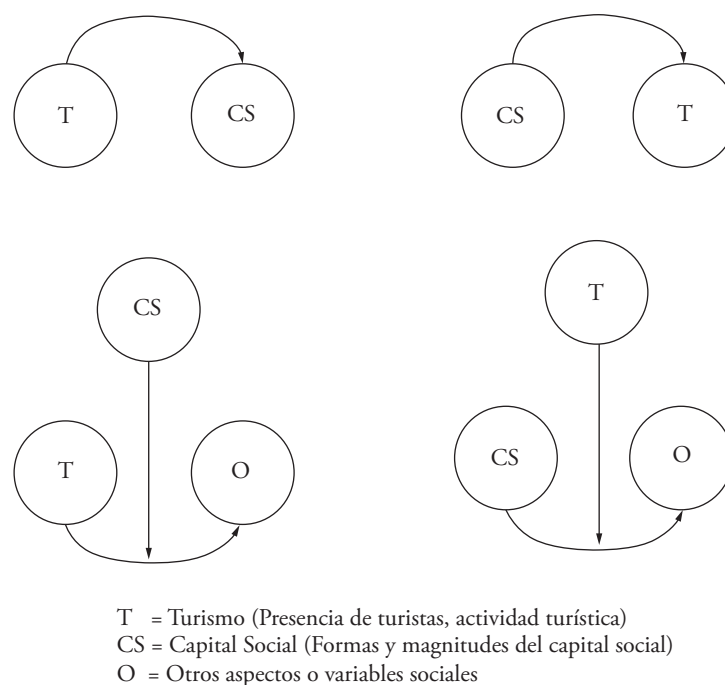 T CS CS T
CS T
T O CS O
T = Turismo (Presencia de turistas, actividad turística)
CS = Capital Social (Formas y magnitudes del capital social)
O = Otros aspectos o variables sociales